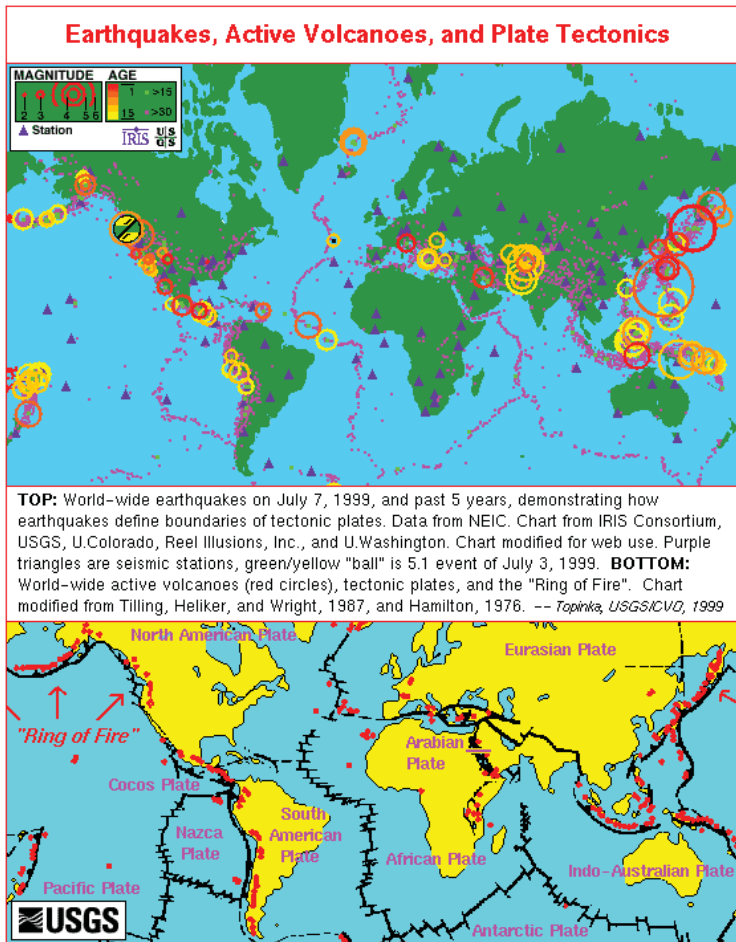 Earthquakes, Active Volcanoes, and Plate Tectonics
MAGNITUDE
AGE
1
>15
15
>30
2 3 4 5 6
Station
IRIS
US
GS
TOP: World-wide earthquakes on July 7, 1999, and past 5 years, demonstrating how
earthquakes define boundaries of tectonic plates. Data from NEIC. Chart from IRIS Consortium,
USGS, U.Colorado, Reel Illusions, Inc., and U.Washington. Chart modified for web use. Purple
triangles are seismic stations, green/yellow "ball" is 5.1 event of July 3, 1999. BOTTOM:
World-wide active volcanoes (red circles), tectonic plates, and the "Ring of Fire". Chart
modified from Tilling, Heliker, and Wright, 1987, and Hamilton, 1976. -- Topinka, USGS/CVO, 1999
North American Plate
Eurasian Plate
"Ring of Fire"
Arabian
Plate
Cocos Plate
Nazca
Plate
South
American
Plate
African Plate
Indo-Australian Plate
Pacific Plate
Antarctic Plate
USGS